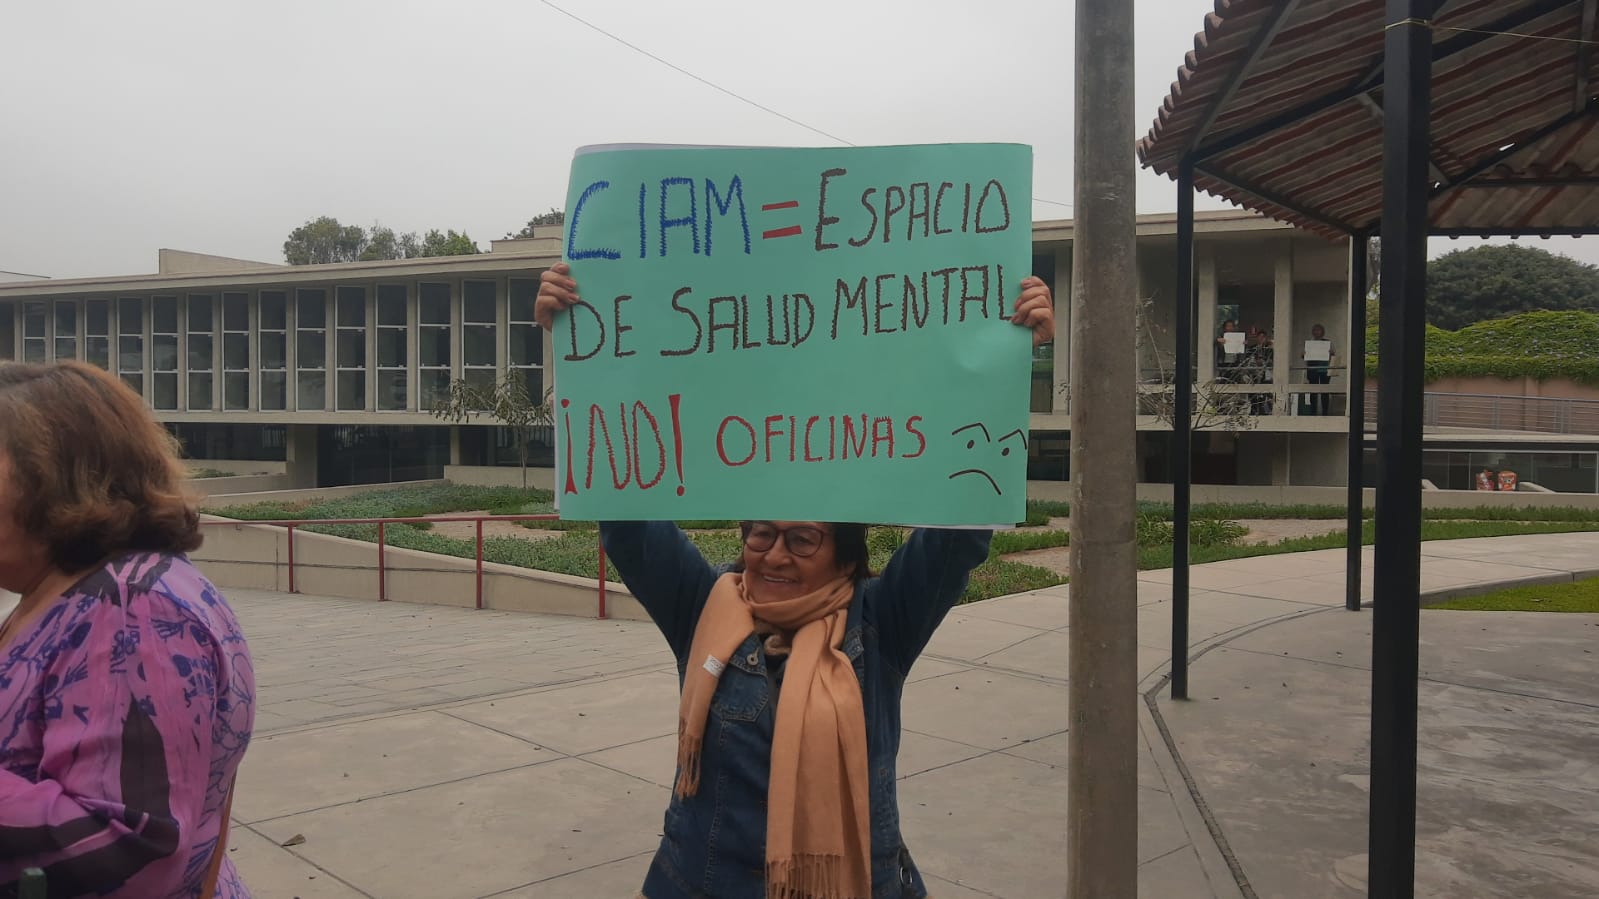 CIAM = ESPACIO
DE SALUD MENTAL
¡NO! OFICINAS